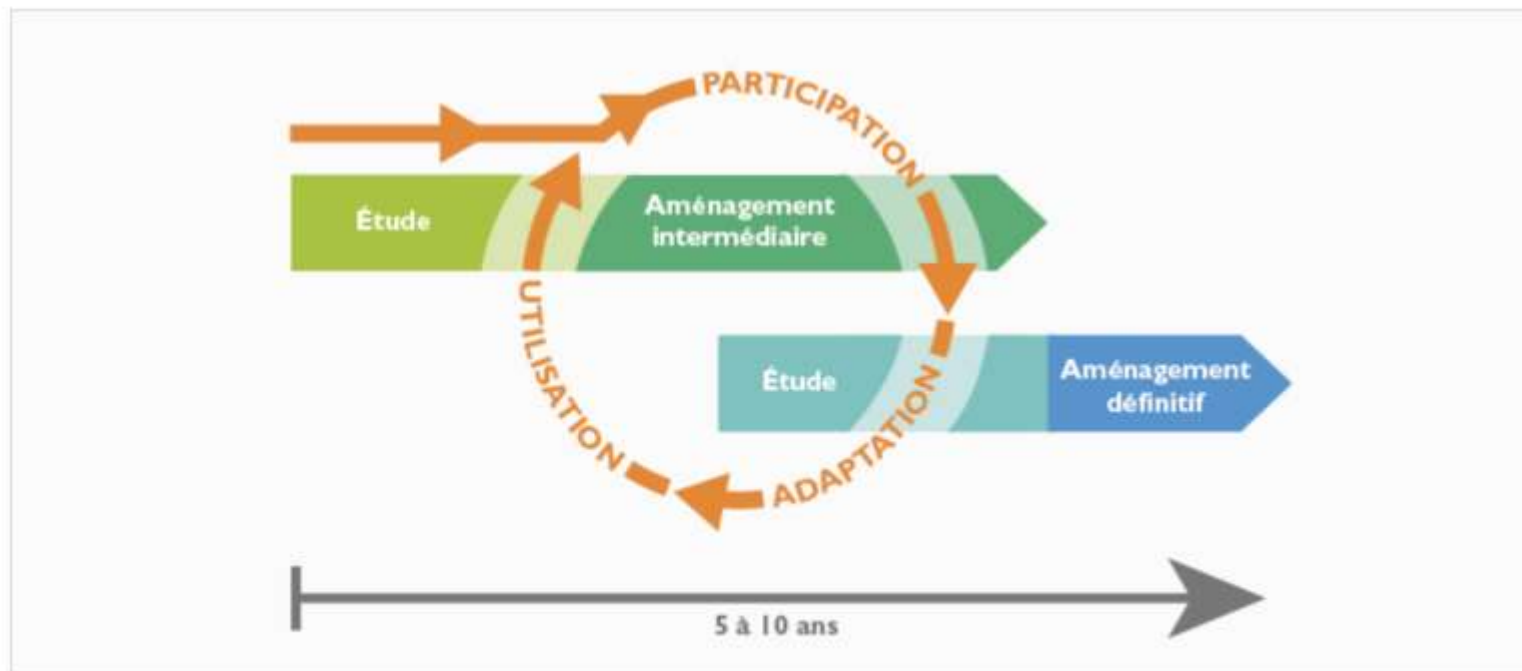 PARTICIPATION
Étude
Aménagement
intermédiaire
UTILISATION
Étude
Aménagement
définitif
ADAPTATION
5 à 10 ans